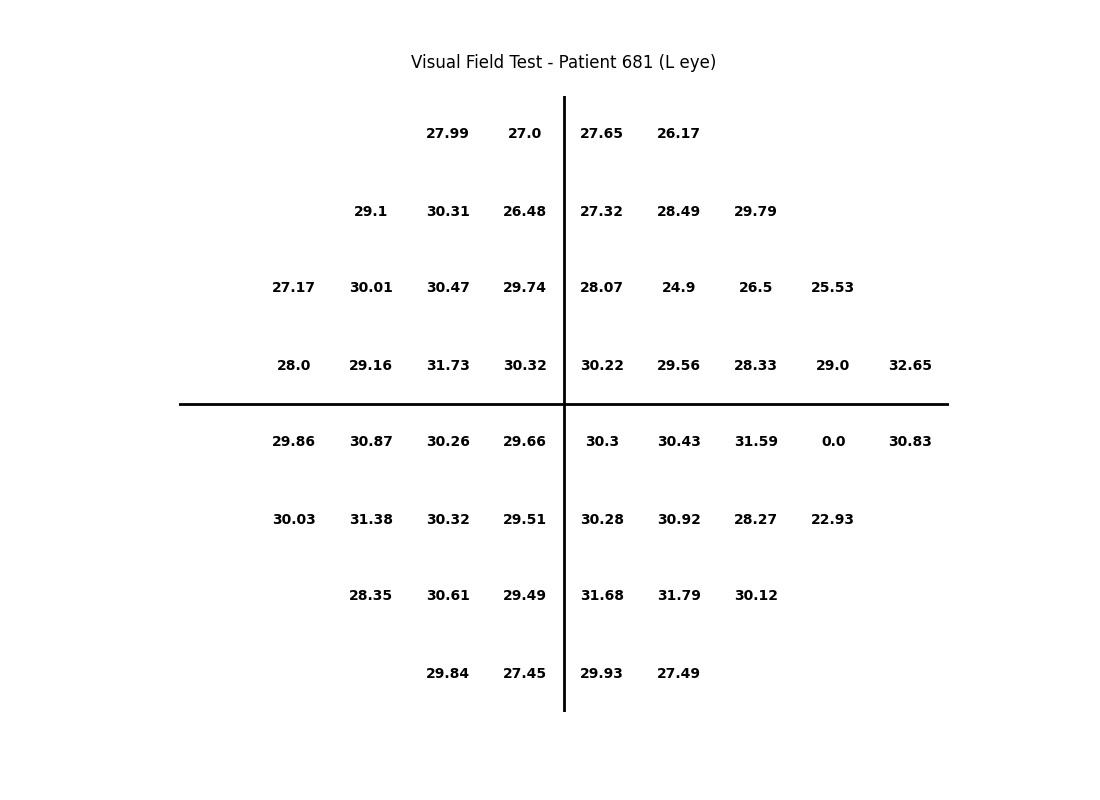 Visual Field Test - Patient 681 (L eye)
27.99 27.0 27.65 26.17
29.1 30.31 26.48 27.32 28.49 29.79
27.17 30.01 30.47 29.74 28.07 24.9 26.5 25.53
28.0 29.16 31.73 30.32 30.22 29.56 28.33 29.0 32.65
29.86 30.87 30.26 29.66 30.3 30.43 31.59 0.0 30.83
30.03 31.38 30.32 29.51 30.28 30.92 28.27 22.93
28.35 30.61 29.49 31.68 31.79 30.12
29.84 27.45 29.93 27.49